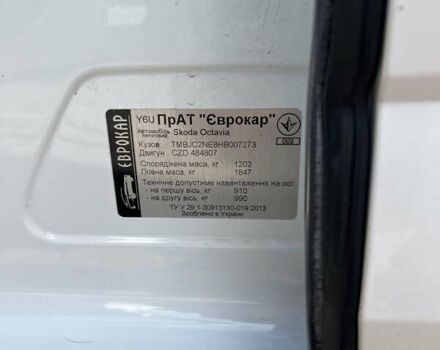 ЄВРОКАР
Y6U ПрАТ "Єврокар"
Автомобіль легковий Skoda Octavia
Кузов TMBJC2NE8HB007273
Двигун CZD 484807
003
Споряджена маса, кг 1202
Повна маса, кг 1847
Технічне допустиме навантаження на осі:
- на першу вісь, кг 910
- на другу вісь, кг 990
ТУ У 29.1-30913130-019:2013
Зроблено в Україні